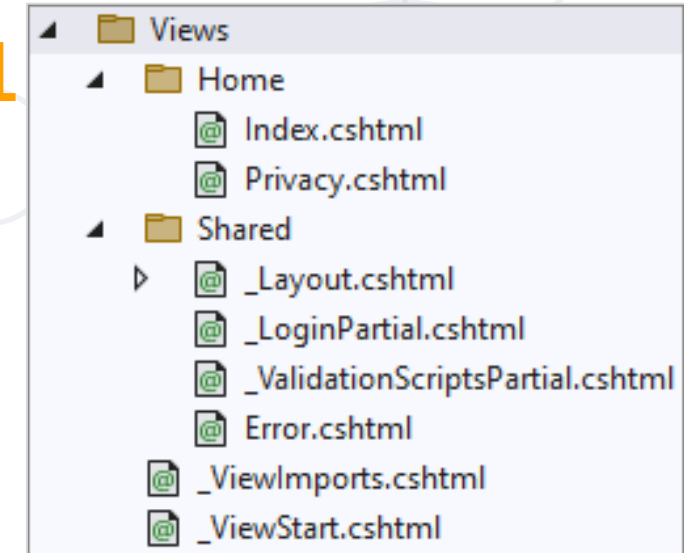 Views
Home
Index.cshtml
Privacy.cshtml
Shared
_Layout.cshtml
_LoginPartial.cshtml
_ValidationScriptsPartial.cshtml
Error.cshtml
_ViewImports.cshtml
_ViewStart.cshtml